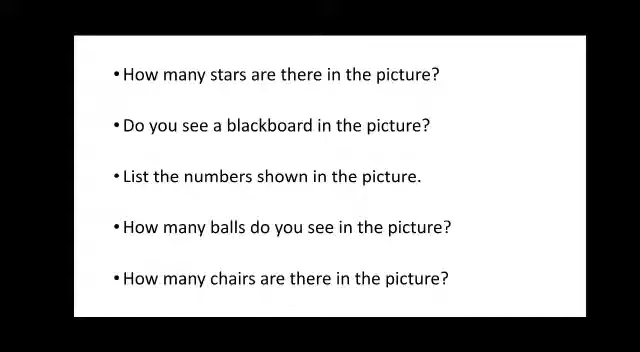 • How many stars are there in the picture?
• Do you see a blackboard in the picture?
• List the numbers shown in the picture.
• How many balls do you see in the picture?
• How many chairs are there in the picture?